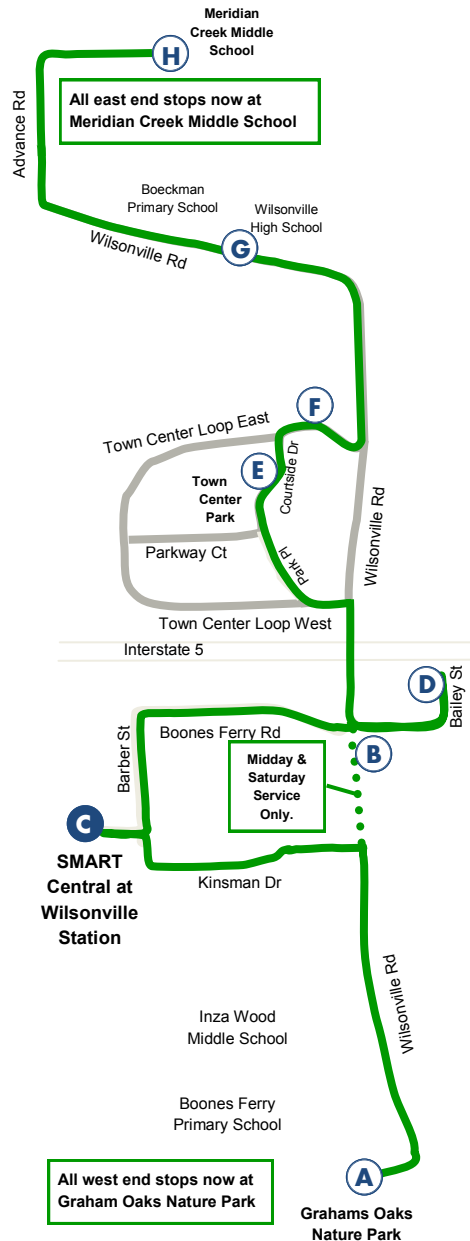 Meridian
Creek Middle
School
H
All east end stops now at
Meridian Creek Middle School
Advance Rd
Boeckman
Primary School
Wilsonville
High School
Wilsonville Rd
G
F
Town Center Loop East
E
Courtside Dr
Town
Center
Park
Parkway Ct
Park Pl
Wilsonville Rd
Town Center Loop West
Interstate 5
D
Bailey St
Boones Ferry Rd
B
Barber St
Midday &
Saturday
Service
Only.
C
SMART
Central at
Wilsonville
Station
Kinsman Dr
Wilsonville Rd
Inza Wood
Middle School
Boones Ferry
Primary School
All west end stops now at
Graham Oaks Nature Park
A
Grahams Oaks
Nature Park